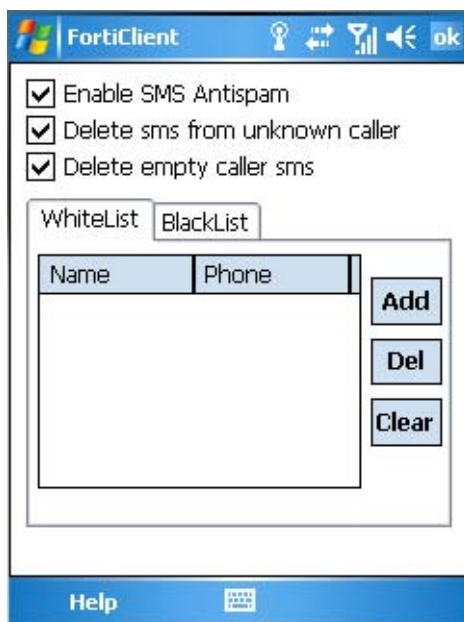 FortiClient ok
Enable SMS Antispam
Delete sms from unknown caller
Delete empty caller sms
WhiteList BlackList
Name Phone
Add
Del
Clear
Help